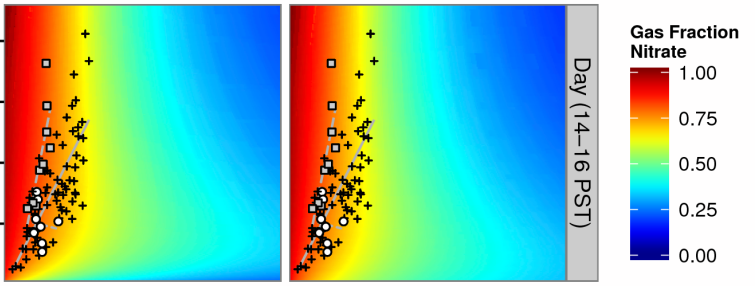 Day (14–16 PST)
Gas Fraction
Nitrate
1.00
0.75
0.50
0.25
0.00